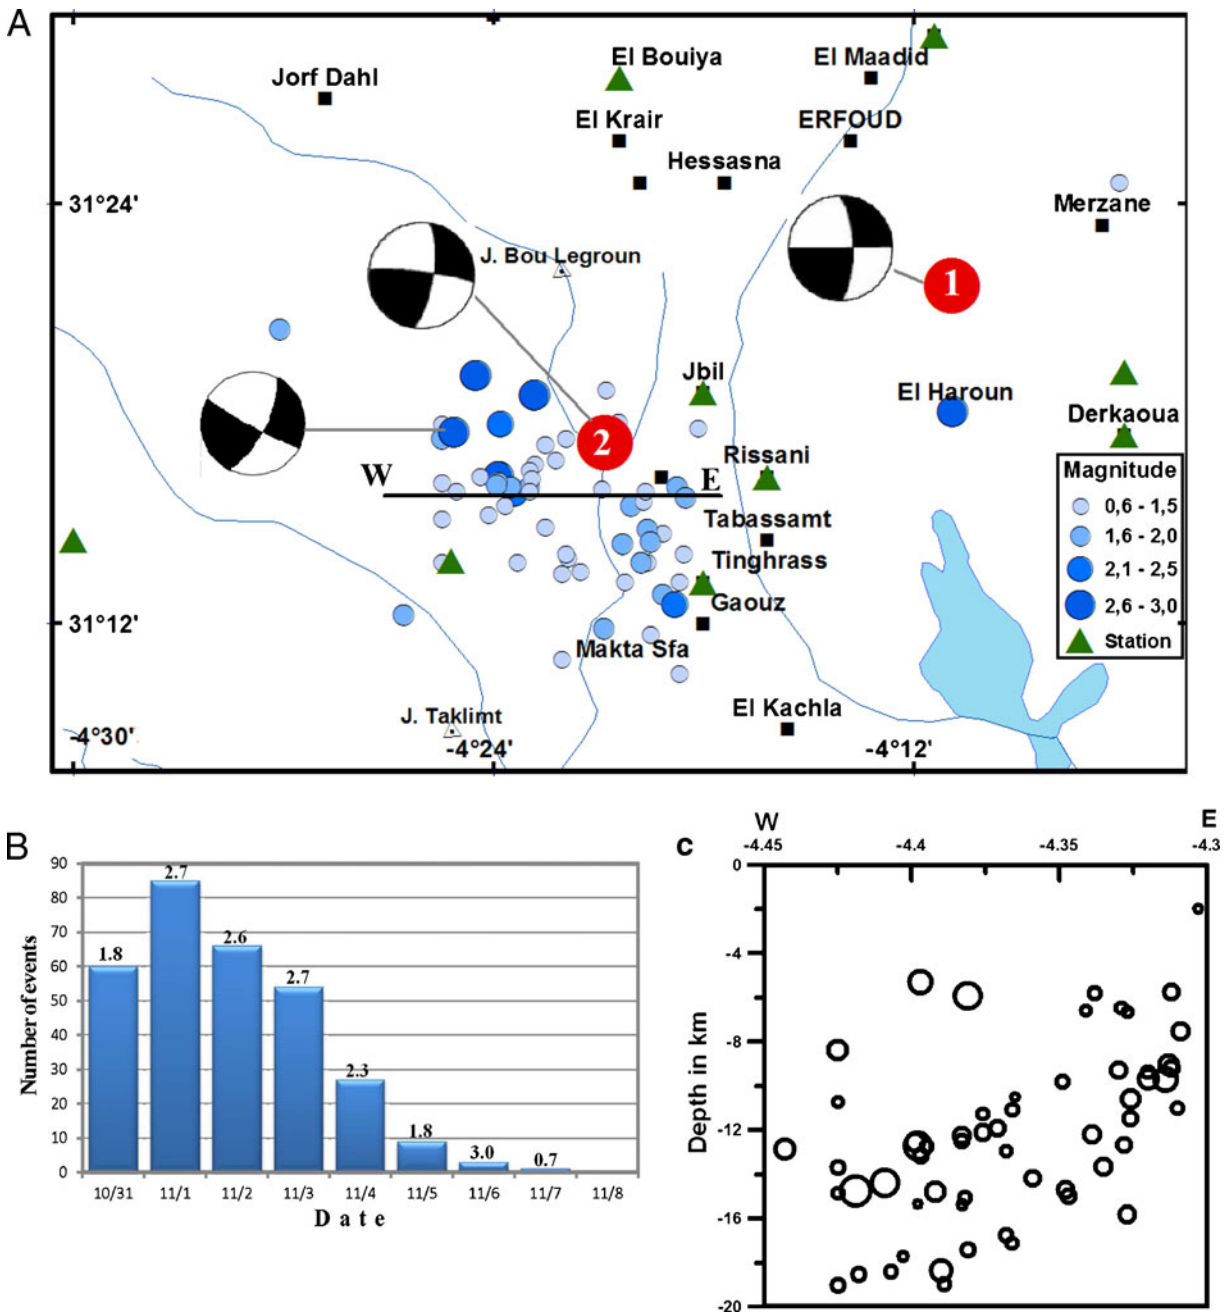 A
Jorf Dahl
El Bouiya
El Maadid
El Krair
ERFOUD
Hessasna
31°24'
Merzane
J. Bou Legroun
1
Jbil
El Haroun
Derkaoua
2
Rissani
W
E
Magnitude
0,6 - 1,5
1,6 - 2,0
2,1 - 2,5
2,6 - 3,0
Station
Tabassamt
Tinghrass
Gaouz
31°12'
Makta Sfa
J. Taklimt
El Kachla
-4°30'
-4°24'
-4°12'
B
Number of events
90
80
70
60
50
40
30
20
10
0
1.8
2.7
2.6
2.7
2.3
1.8
3.0
0.7
10/31 11/1 11/2 11/3 11/4 11/5 11/6 11/7 11/8
Date
c
W
E
-4.45 -4.4 -4.35 -4.3
Depth in km
0
-4
-8
-12
-16
-20